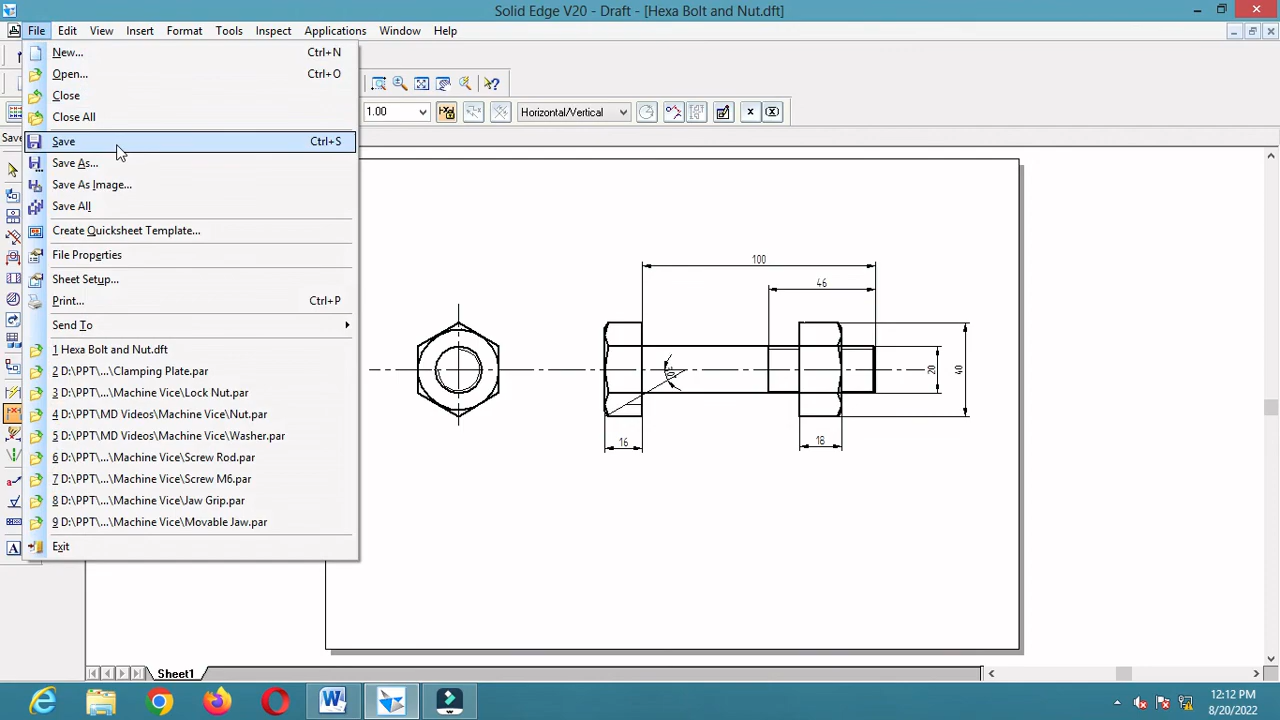 Solid Edge V20 - Draft - [Hexa Bolt and Nut.dft]
File Edit View Insert Format Tools Inspect Applications Window Help
New... Ctrl+N
Open... Ctrl+O
Close
1.00 Horizontal/Vertical
Close All
Save Ctrl+S
Save As...
Save As Image...
Save All
Create Quicksheet Template...
File Properties
Sheet Setup...
Print... Ctrl+P
Send To
1 Hexa Bolt and Nut.dft
2 D:\PPT\...\Clamping Plate.par
3 D:\PPT\...\Machine Vice\Lock Nut.par
4 D:\PPT\MD Videos\Machine Vice\Nut.par
5 D:\PPT\MD Videos\Machine Vice\Washer.par
6 D:\PPT\...\Machine Vice\Screw Rod.par
7 D:\PPT\...\Machine Vice\Screw M6.par
8 D:\PPT\...\Machine Vice\Jaw Grip.par
9 D:\PPT\...\Machine Vice\Movable Jaw.par
Exit
100
46
20
40
16
18
Sheet1
12:12 PM
8/20/2022